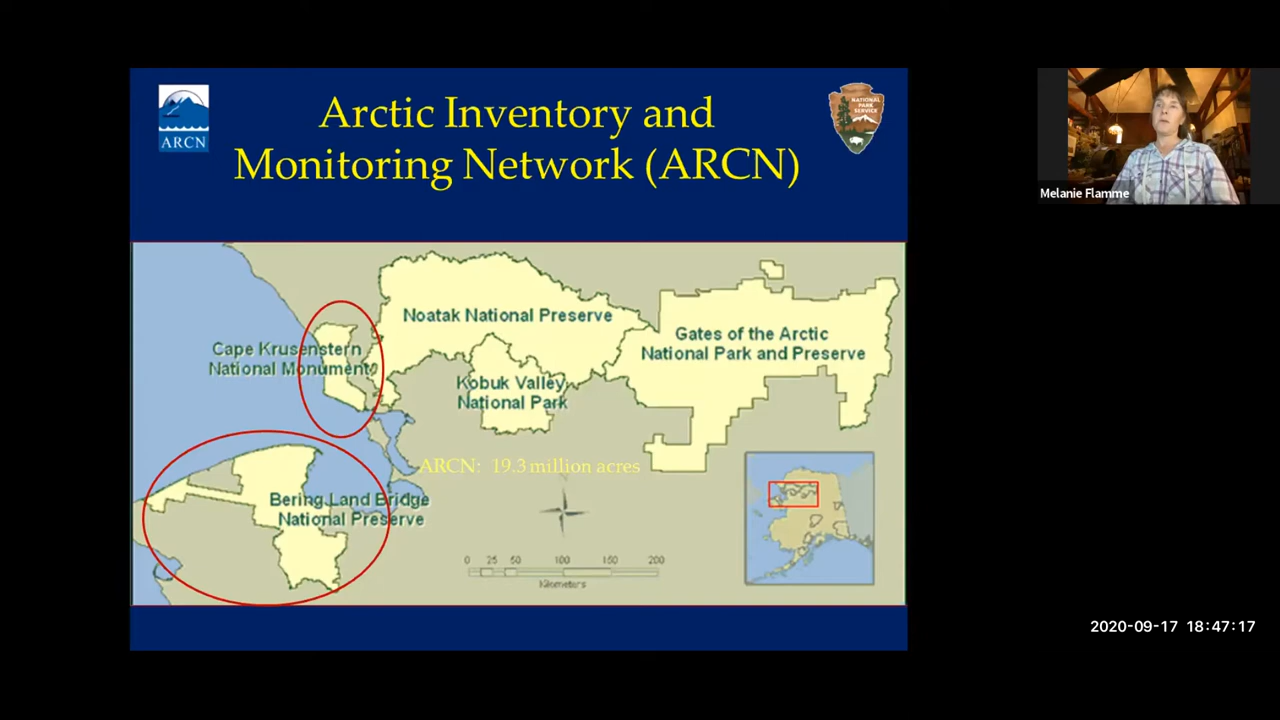 Arctic Inventory and
Monitoring Network (ARCN)
ARCN
NATIONAL
PARK
SERVICE
Melanie Flamme
Noatak National Preserve
Gates of the Arctic
National Park and Preserve
Cape Krusenstern
National Monument
Kobuk Valley
National Park
ARCN: 19.3 million acres
Bering Land Bridge
National Preserve
0 25 50 100 150 200
Kilometers
2020-09-17 18:47:17